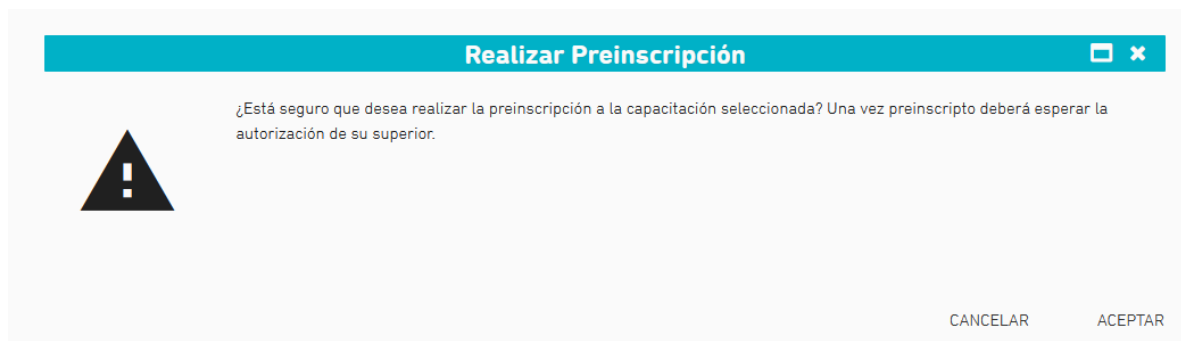 Realizar Preinscripción
¿Está seguro que desea realizar la preinscripción a la capacitación seleccionada? Una vez preinscripto deberá esperar la
autorización de su superior.
CANCELAR ACEPTAR